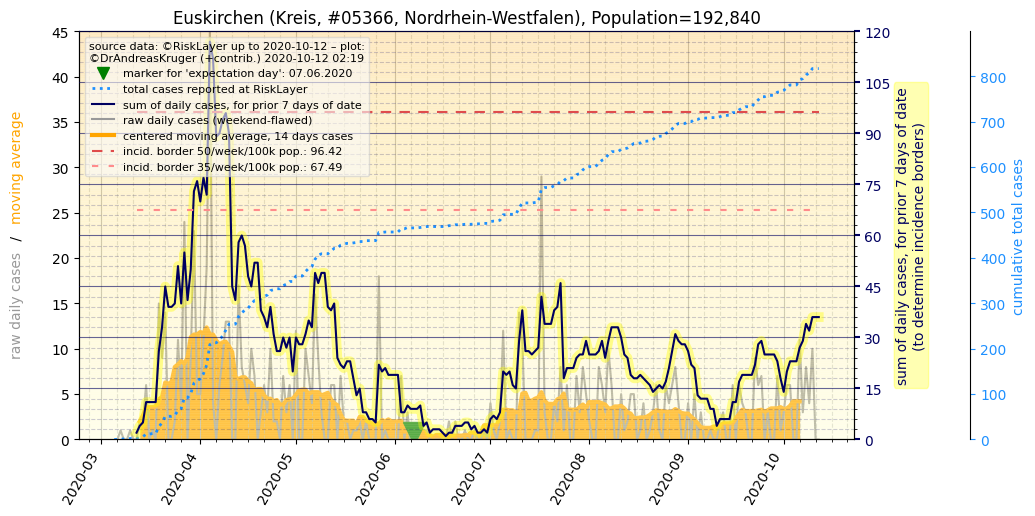 Euskirchen (Kreis, #05366, Nordrhein-Westfalen), Population=192,840
source data: ©RiskLayer up to 2020-10-12 – plot:
©DrAndreasKruger (+contrib.) 2020-10-12 02:19
marker for 'expectation day': 07.06.2020
total cases reported at RiskLayer
sum of daily cases, for prior 7 days of date
raw daily cases (weekend-flawed)
centered moving average, 14 days cases
incid. border 50/week/100k pop.: 96.42
incid. border 35/week/100k pop.: 67.49
raw daily cases / moving average
45
40
35
30
25
20
15
10
5
0
120
105
90
75
60
45
30
15
0
sum of daily cases, for prior 7 days of date
(to determine incidence borders)
800
700
600
500
400
300
200
100
0
cumulative total cases
2020-03
2020-04
2020-05
2020-06
2020-07
2020-08
2020-09
2020-10